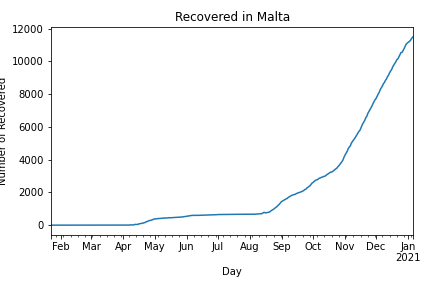 Recovered in Malta
Number of Recovered
12000
10000
8000
6000
4000
2000
0
Feb Mar Apr May Jun Jul Aug Sep Oct Nov Dec Jan
2021
Day